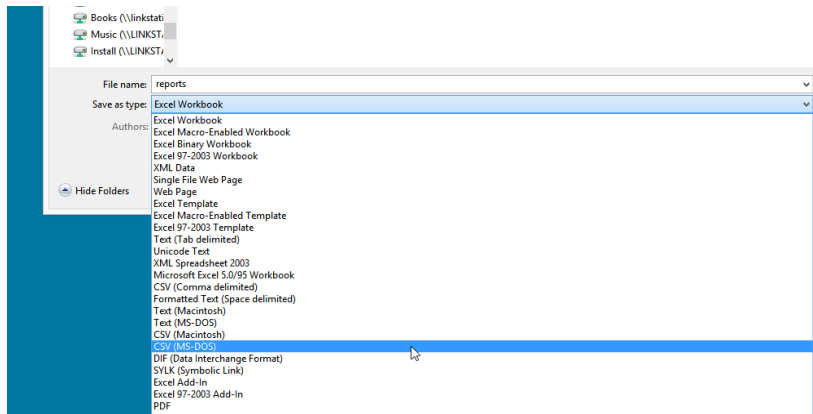 Books (\\linkstati
Music (\\LINKST
Install (\\LINKST
File name: reports
Save as type: Excel Workbook
Authors:
Excel Workbook
Excel Macro-Enabled Workbook
Excel Binary Workbook
Excel 97-2003 Workbook
XML Data
Single File Web Page
Web Page
Excel Template
Excel Macro-Enabled Template
Excel 97-2003 Template
Text (Tab delimited)
Unicode Text
XML Spreadsheet 2003
Microsoft Excel 5.0/95 Workbook
CSV (Comma delimited)
Formatted Text (Space delimited)
Text (Macintosh)
Text (MS-DOS)
CSV (Macintosh)
CSV (MS-DOS)
DIF (Data Interchange Format)
SYLK (Symbolic Link)
Excel Add-In
Excel 97-2003 Add-In
PDF
Hide Folders